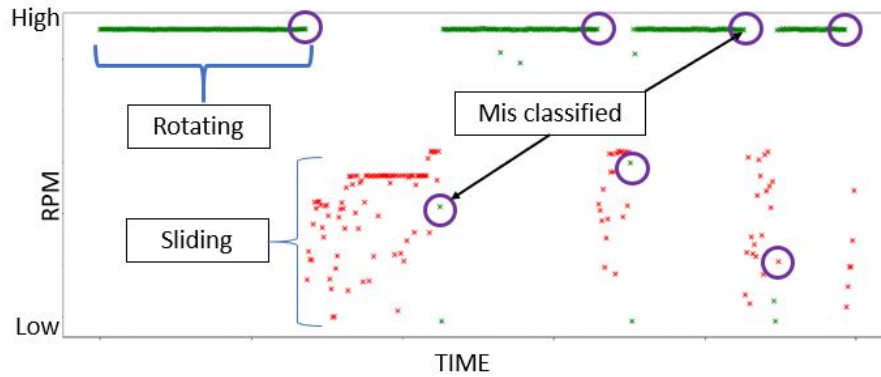 High
Rotating
Mis classified
RPM
Sliding
Low
TIME